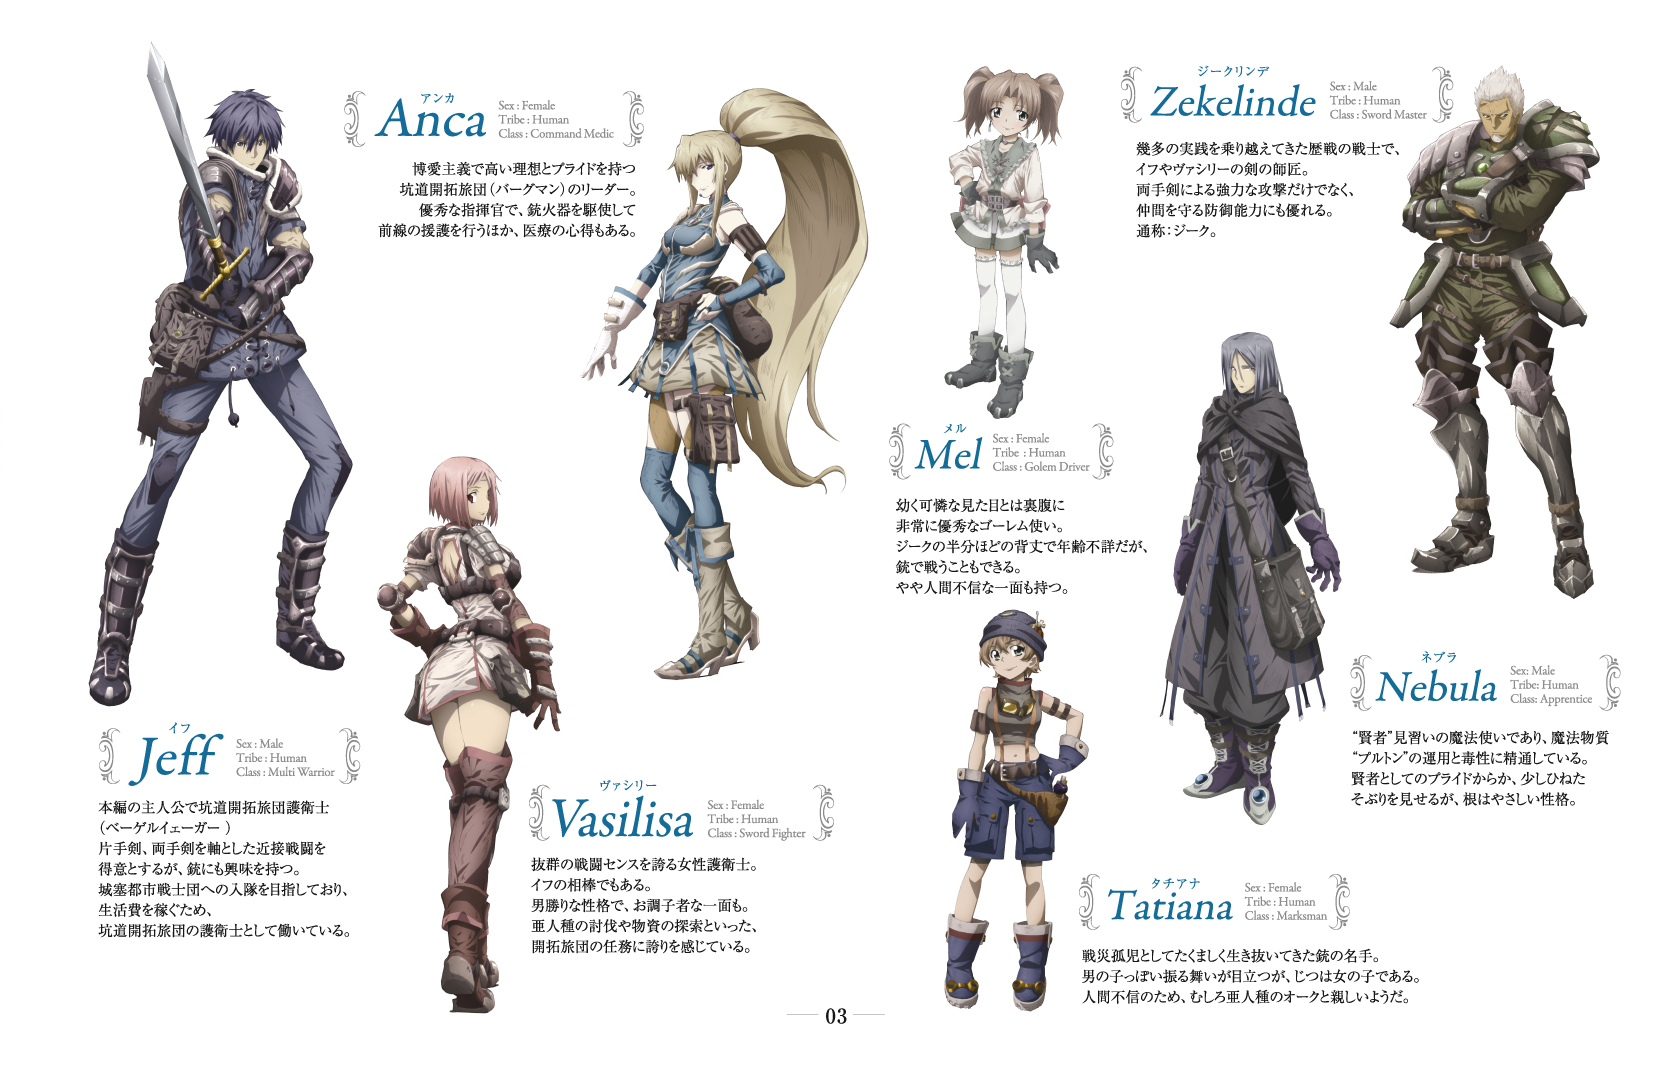 アンカ
Anca
Sex : Female
Tribe : Human
Class : Command Medic
博愛主義で高い理想とプライドを持つ
坑道開拓旅団（バーグマン）のリーダー。
優秀な指揮官で、銃火器を駆使して
前線の援護を行うほか、医療の心得もある。
イフ
Jeff
Sex : Male
Tribe : Human
Class : Multi Warrior
本編の主人公で坑道開拓旅団護衛士
（ベーゲルイェーガー ）
片手剣、両手剣を軸とした近接戦闘を
得意とするが、銃にも興味を持つ。
城塞都市戦士団への入隊を目指しており、
生活費を稼ぐため、
坑道開拓旅団の護衛士として働いている。
ヴァシリー
Vasilisa
Sex : Female
Tribe : Human
Class : Sword Fighter
抜群の戦闘センスを誇る女性護衛士。
イフの相棒でもある。
男勝りな性格で、お調子者な一面も。
亜人種の討伐や物資の探索といった、
開拓旅団の任務に誇りを感じている。
ジークリンデ
Zekelinde
Sex : Male
Tribe : Human
Class : Sword Master
幾多の実践を乗り越えてきた歴戦の戦士で、
イフやヴァシリーの剣の師匠。
両手剣による強力な攻撃だけでなく、
仲間を守る防御能力にも優れる。
通称：ジーク。
メル
Mel
Sex : Female
Tribe : Human
Class : Golem Driver
幼く可憐な見た目とは裏腹に
非常に優秀なゴーレム使い。
ジークの半分ほどの背丈で年齢不詳だが、
銃で戦うこともできる。
やや人間不信な一面も持つ。
ネブラ
Nebula
Sex: Male
Tribe: Human
Class: Apprentice
“賢者”見習いの魔法使いであり、魔法物質
“プルトン”の運用と毒性に精通している。
賢者としてのプライドからか、少しひねた
そぶりを見せるが、根はやさしい性格。
タチアナ
Tatiana
Sex : Female
Tribe : Human
Class : Marksman
戦災孤児としてたくましく生き抜いてきた銃の名手。
男の子っぽい振る舞いが目立つが、じつは女の子である。
人間不信のため、むしろ亜人種のオークと親しいようだ。
03